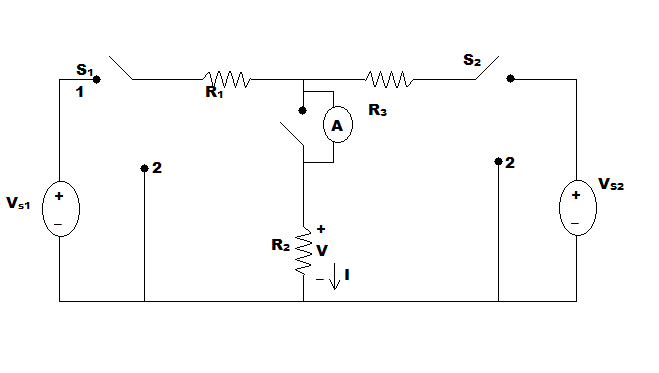 S1
1
R1
S2
R3
A
2
2
Vs1
+
–
R2
+
V
–
I
+
–
Vs2